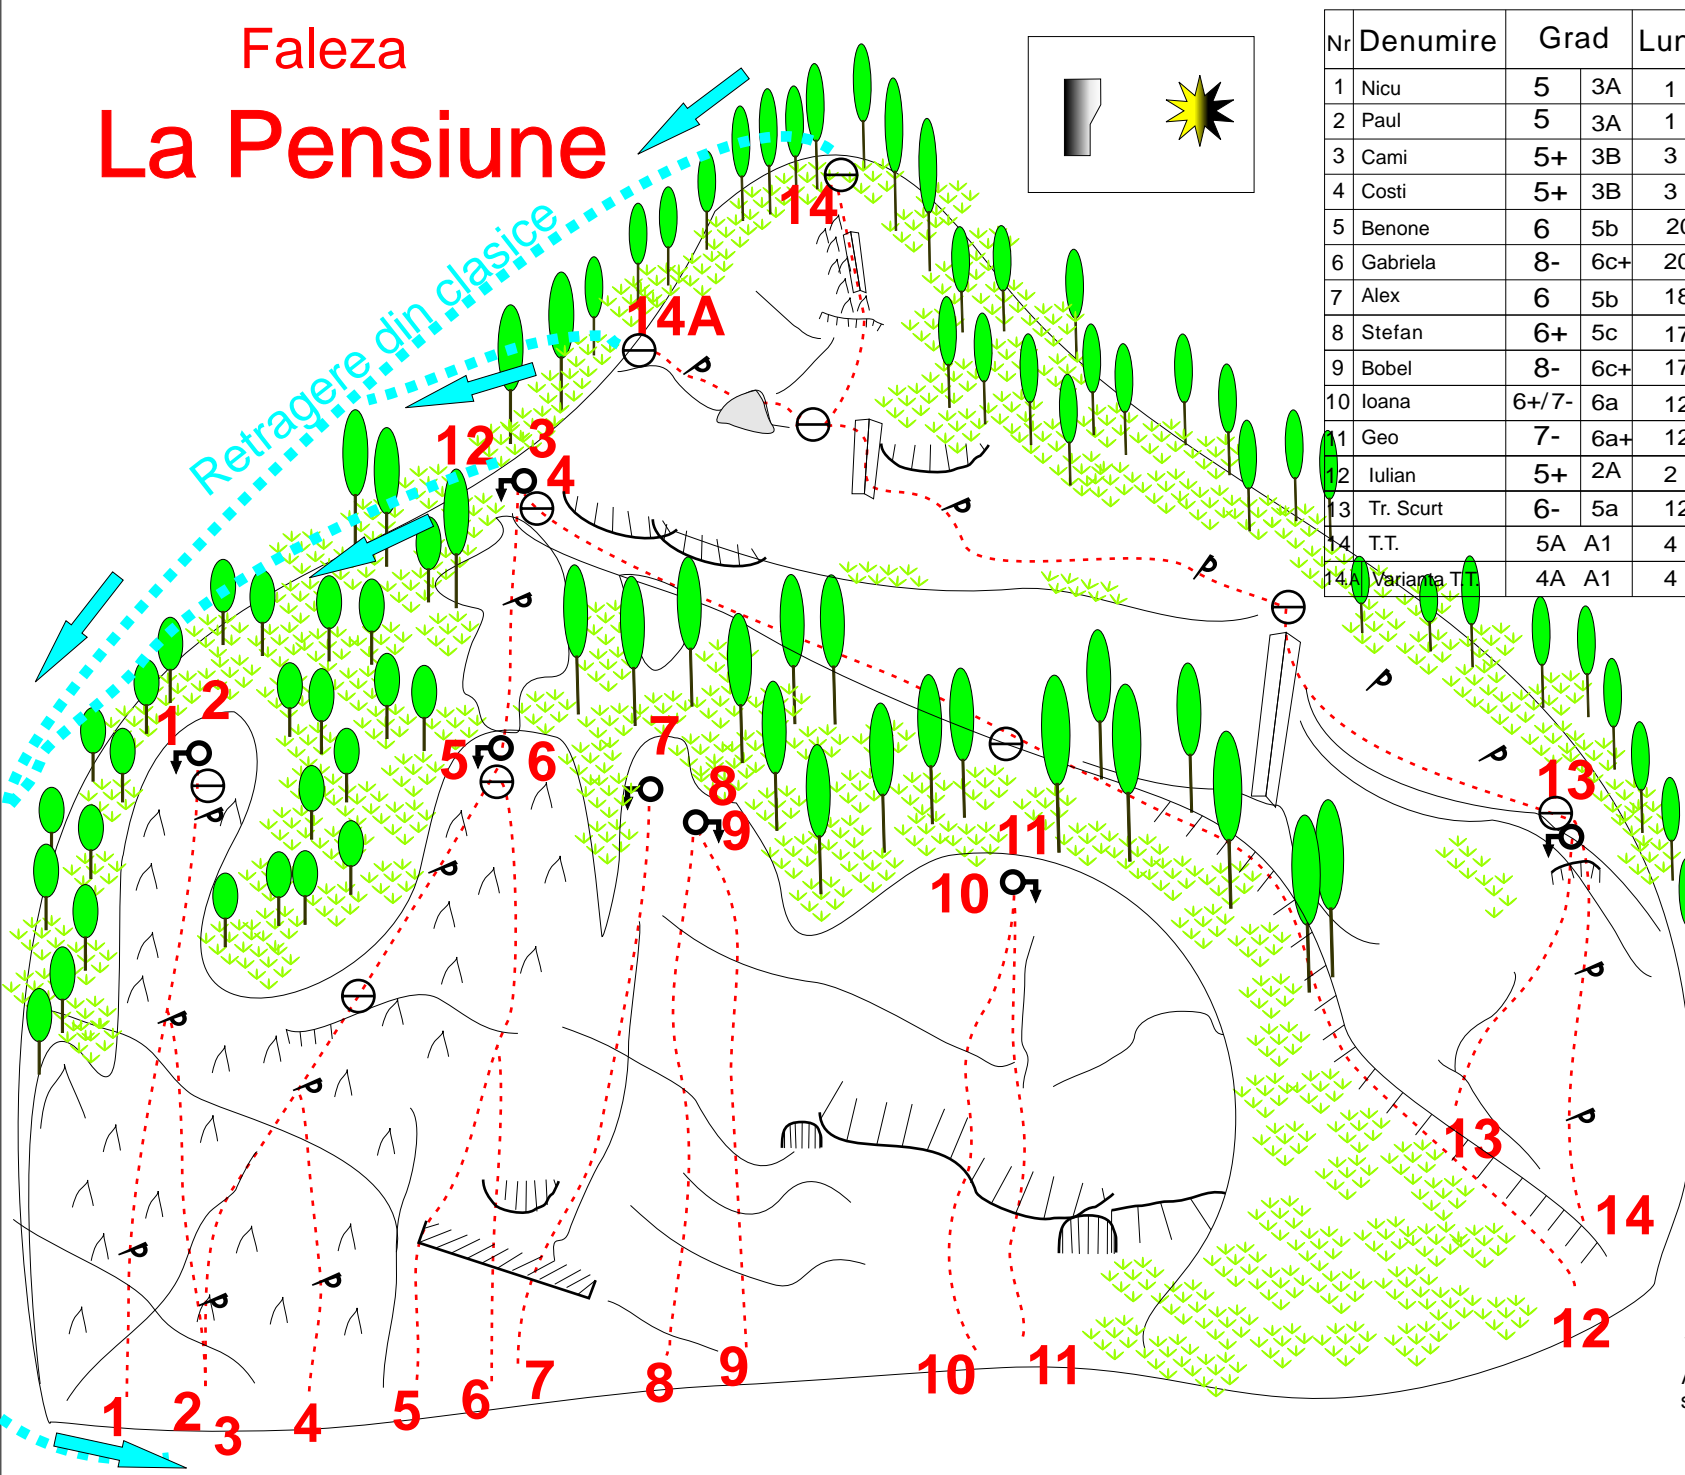 Faleza
La Pensiune
Retragere din clasice
Nr Denumire Grad Lun
1 Nicu 5 3A 1
2 Paul 5 3A 1
3 Cami 5+ 3B 3
4 Costi 5+ 3B 3
5 Benone 6 5b 20
6 Gabriela 8- 6c+ 20
7 Alex 6 5b 18
8 Stefan 6+ 5c 17
9 Bobel 8- 6c+ 17
10 Ioana 6+/7- 6a 12
11 Geo 7- 6a+ 12
12 Iulian 5+ 2A 2
13 Tr. Scurt 6- 5a 12
14 T.T. 5A A1 4
14.A Varianta T.T. 4A A1 4
14
14A
12 3
4
1 2
5 6
7
8
9
10
11
13
13
14
12
1 2 3 4 5 6 7 8 9 10 11